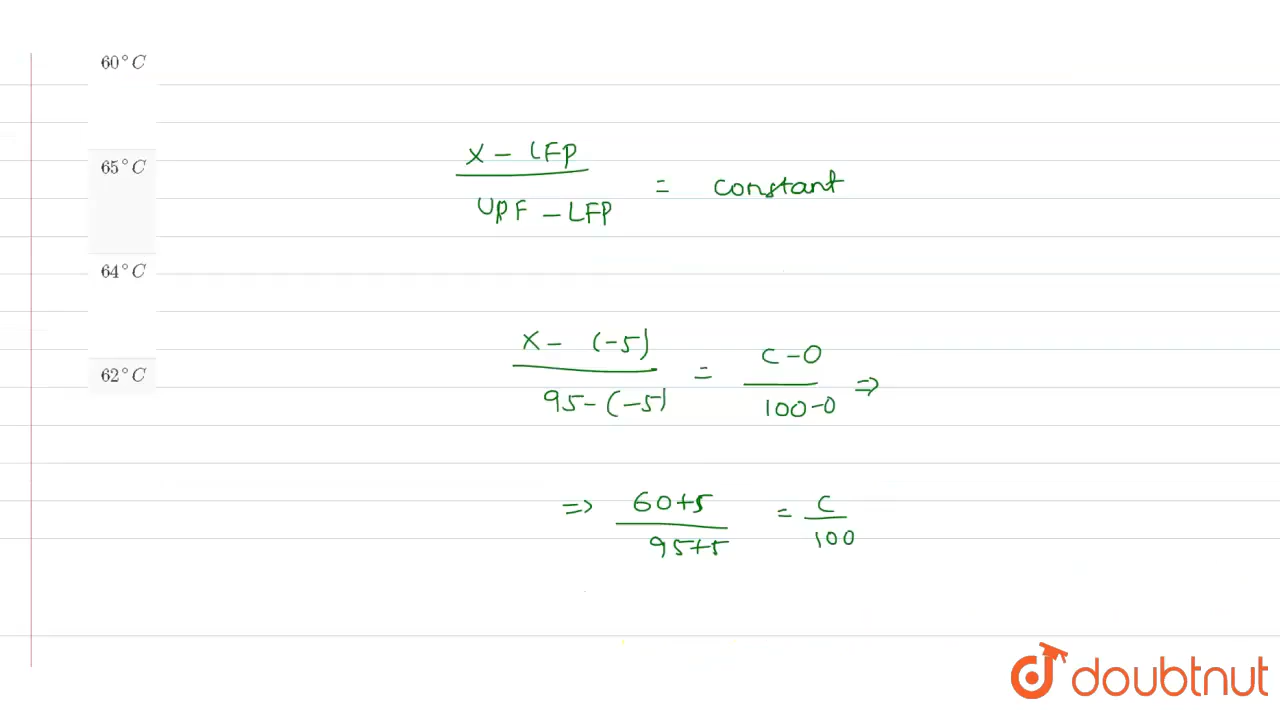 60°C
65°C
64°C
62°C
X - LFP
UPF - LFP
= constant
X - (-5)
95 - (-5)
=
C - 0
100 - 0
⇒
⇒
60+5
95+5
=
C
100
doubtnut